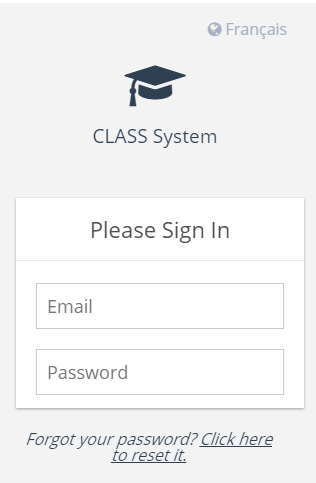 Français
CLASS System
Please Sign In
Email
Password
Forgot your password? Click here
to reset it.